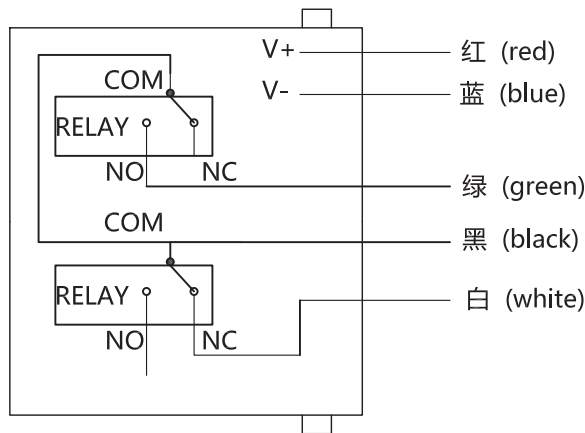 V+ 红 (red)
V- 蓝 (blue)
COM
RELAY
NO NC
绿 (green)
COM
黑 (black)
RELAY
白 (white)
NO NC